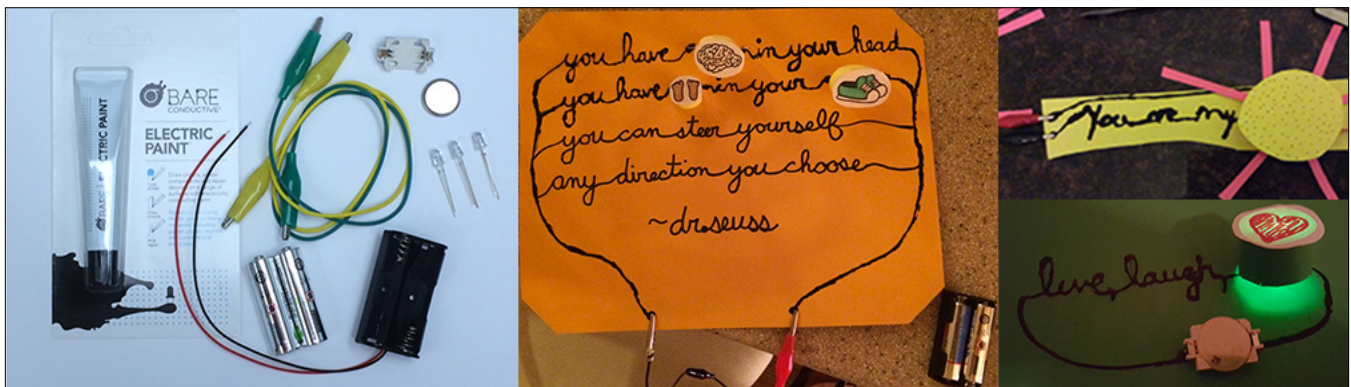 BARE
CONDUCTIVE
ELECTRIC
PAINT
BARE ELECTRIC PAINT
you have in your head
you have in your
you can steer yourself
any direction you choose
~dr.seuss
You are my
live, laugh,